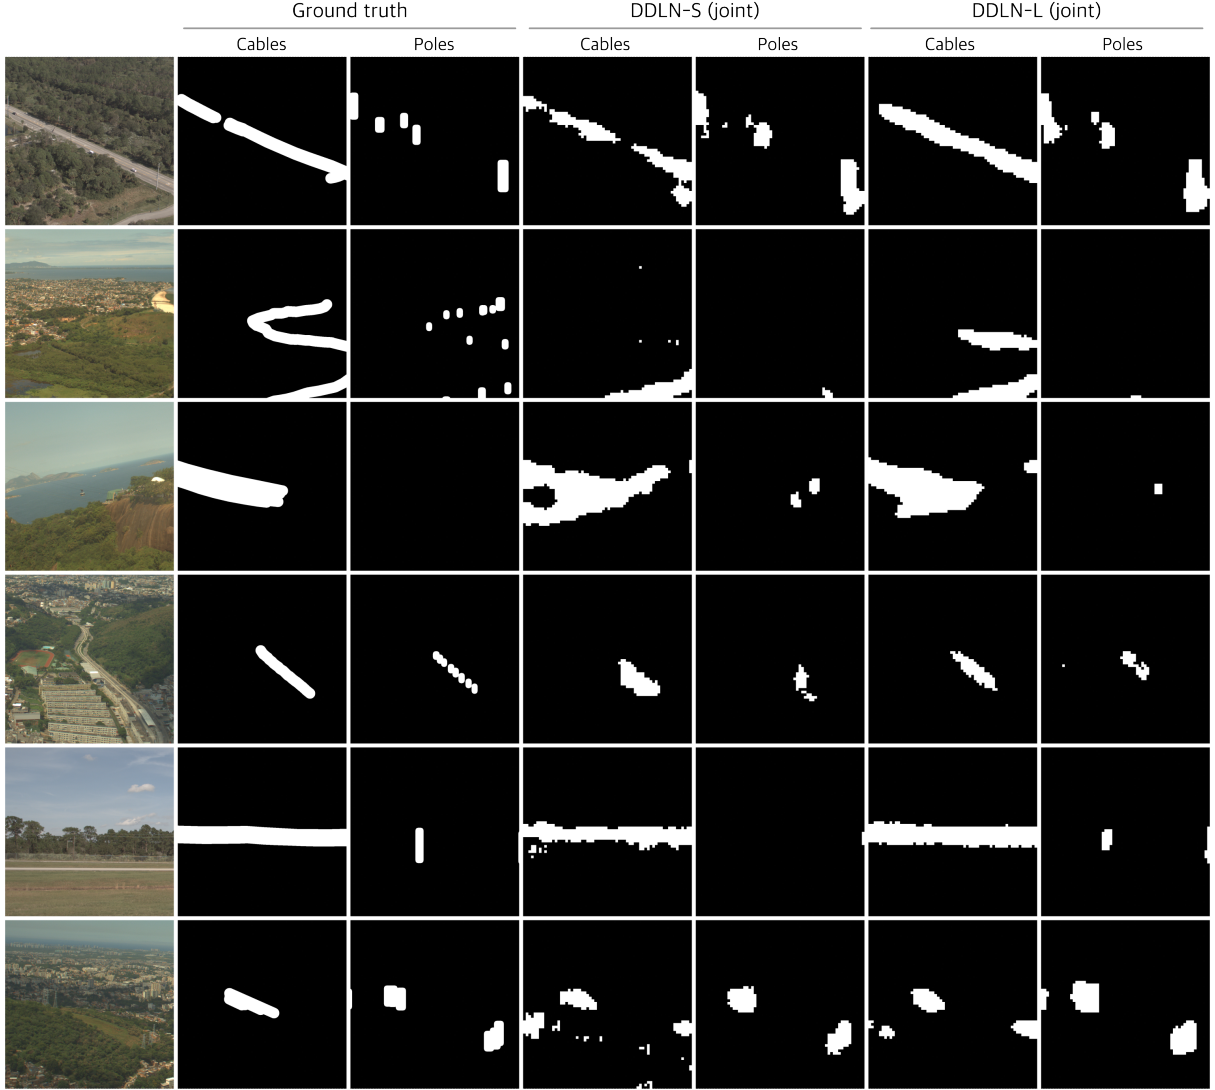 Ground truth DDLN-S (joint) DDLN-L (joint)
Cables Poles Cables Poles Cables Poles